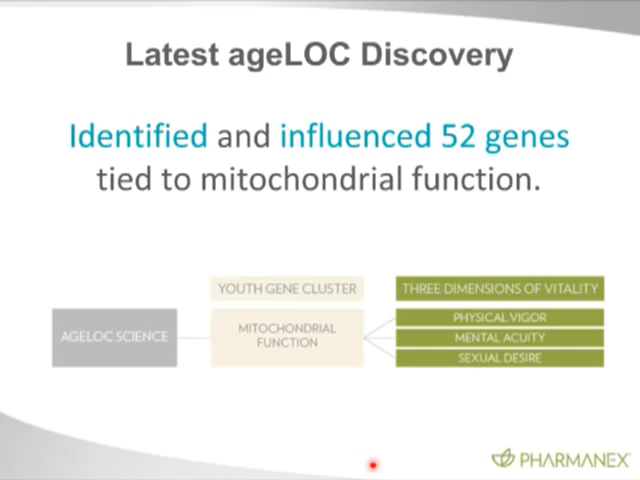 Latest ageLOC Discovery
Identified and influenced 52 genes
tied to mitochondrial function.
YOUTH GENE CLUSTER
THREE DIMENSIONS OF VITALITY
AGELOC SCIENCE
MITOCHONDRIAL
FUNCTION
PHYSICAL VIGOR
MENTAL ACUITY
SEXUAL DESIRE
PHARMANEX